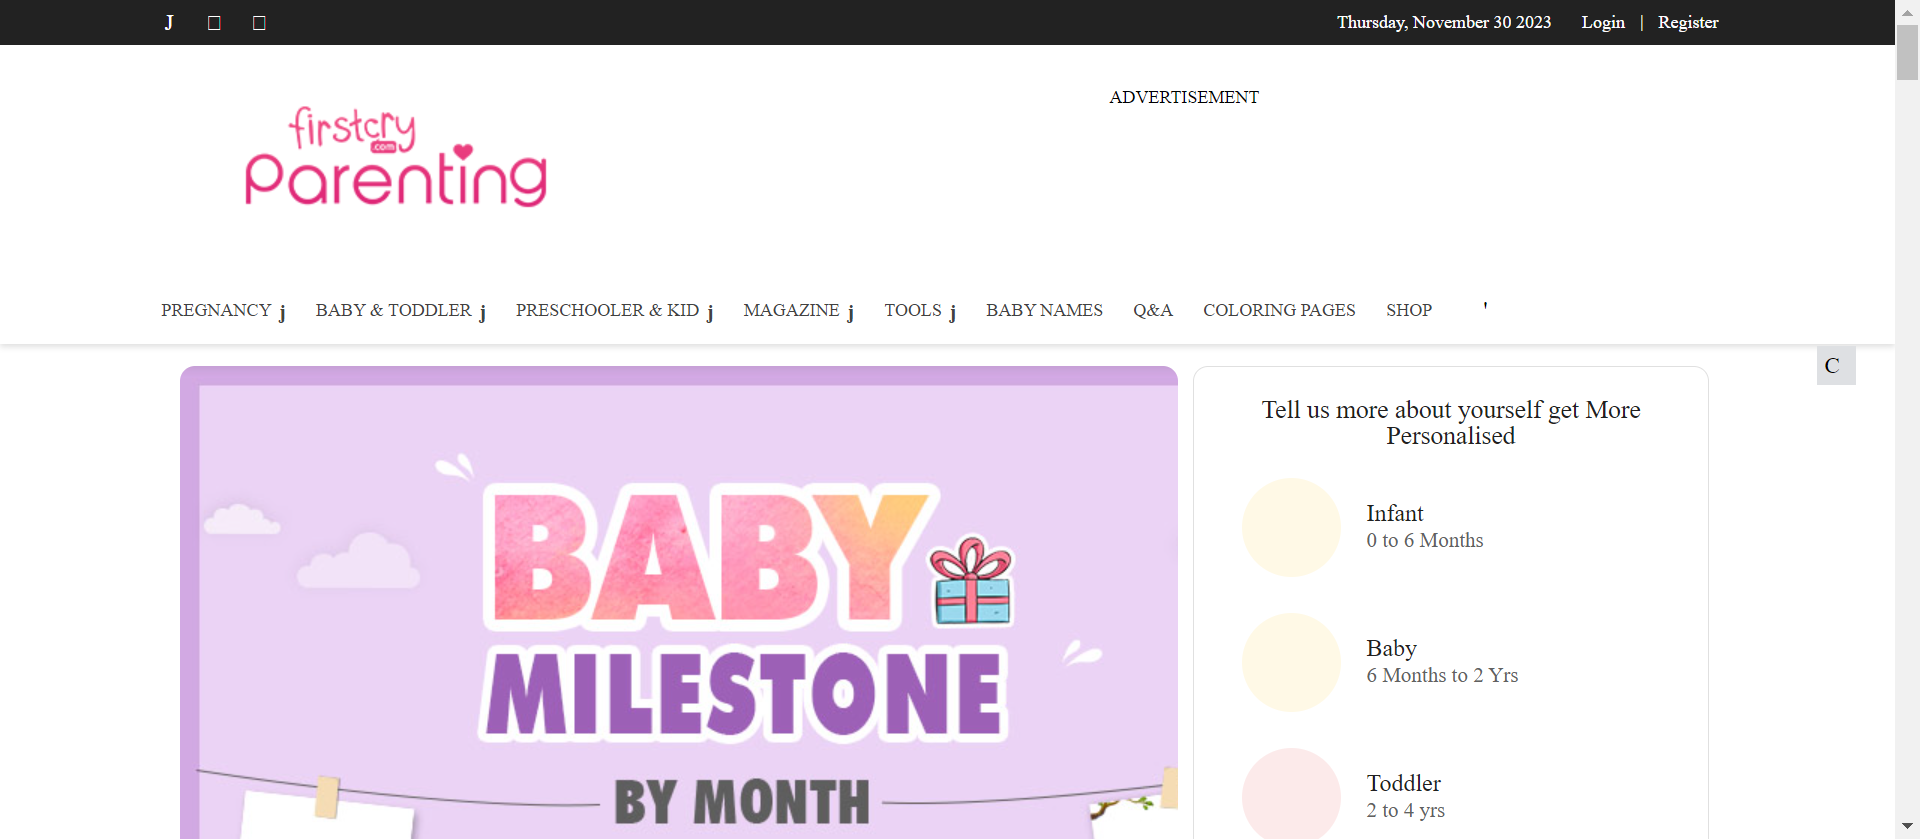 J
Thursday, November 30 2023 Login | Register
firstcry
.com
Parenting
ADVERTISEMENT
PREGNANCY j BABY & TODDLER j PRESCHOOLER & KID j MAGAZINE j TOOLS j BABY NAMES Q&A COLORING PAGES SHOP '
C
BABY
MILESTONE
BY MONTH
Tell us more about yourself get More
Personalised
Infant
0 to 6 Months
Baby
6 Months to 2 Yrs
Toddler
2 to 4 yrs